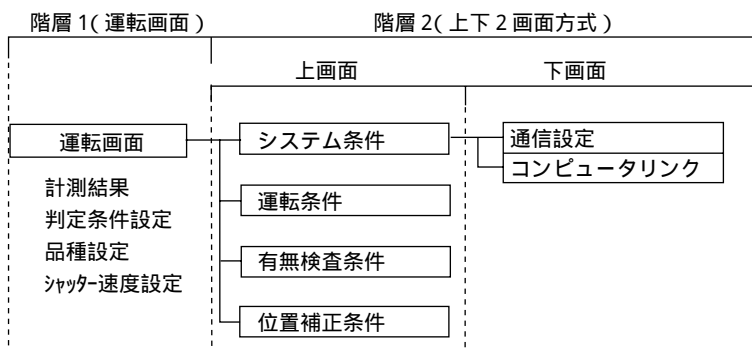 階層1(運転画面)
階層2(上下2画面方式)
上画面
下画面
運転画面
計測結果
判定条件設定
品種設定
ｼｬｯﾀｰ速度設定
システム条件
運転条件
有無検査条件
位置補正条件
通信設定
コンピュータリンク